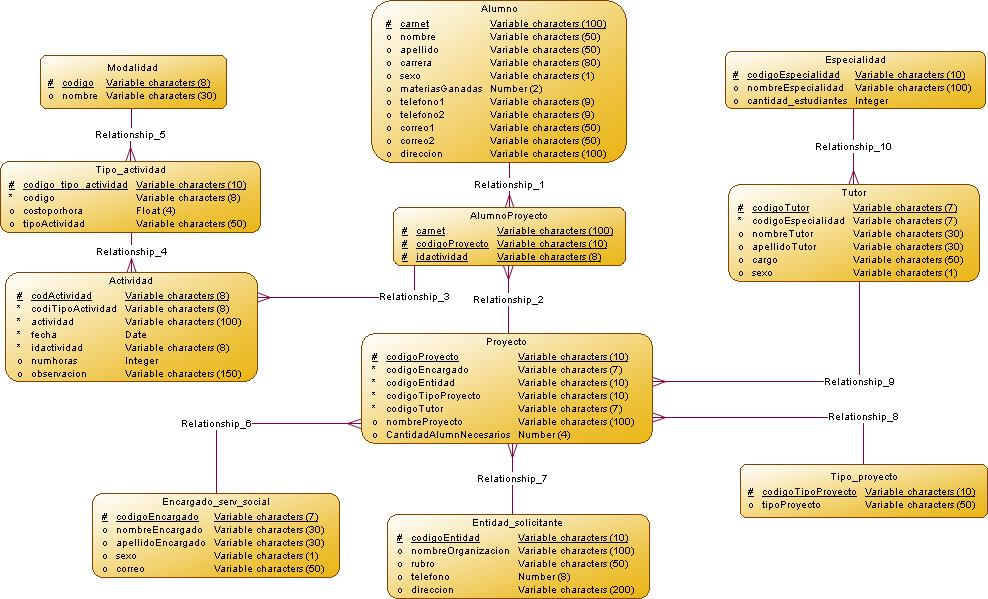 Alumno
# carnet Variable characters (100)
o nombre Variable characters (50)
o apellido Variable characters (50)
o carrera Variable characters (80)
o sexo Variable characters (1)
o materiasGanadas Number (2)
o telefono1 Variable characters (9)
o telefono2 Variable characters (9)
o correo1 Variable characters (50)
o correo2 Variable characters (50)
o direccion Variable characters (100)
Modalidad
# codigo Variable characters (8)
o nombre Variable characters (30)
Especialidad
# codigoEspecialidad Variable characters (10)
o nombreEspecialidad Variable characters (100)
o cantidad_estudiantes Integer
Relationship_5
Relationship_10
Tipo_actividad
# codigo_tipo_actividad Variable characters (10)
* codigo Variable characters (8)
o costoporhora Float (4)
o tipoActividad Variable characters (50)
Relationship_1
Tutor
# codigoTutor Variable characters (7)
* codigoEspecialidad Variable characters (7)
o nombreTutor Variable characters (30)
o apellidoTutor Variable characters (30)
o cargo Variable characters (50)
o sexo Variable characters (1)
AlumnoProyecto
# carnet Variable characters (100)
# codigoProyecto Variable characters (10)
# idactividad Variable characters (8)
Relationship_4
Actividad
# codActividad Variable characters (8)
* codiTipoActividad Variable characters (8)
* actividad Variable characters (100)
* fecha Date
* idactividad Variable characters (8)
o numhoras Integer
o observacion Variable characters (150)
Relationship_3
Relationship_2
Proyecto
# codigoProyecto Variable characters (10)
* codigoEncargado Variable characters (7)
* codigoEntidad Variable characters (10)
* codigoTipoProyecto Variable characters (10)
* codigoTutor Variable characters (7)
o nombreProyecto Variable characters (100)
o CantidadAlumnNecesarios Number (4)
Relationship_9
Relationship_8
Relationship_6
Relationship_7
Tipo_proyecto
# codigoTipoProyecto Variable characters (10)
o tipoProyecto Variable characters (50)
Encargado_serv_social
# codigoEncargado Variable characters (7)
o nombreEncargado Variable characters (30)
o apellidoEncargado Variable characters (30)
o sexo Variable characters (1)
o correo Variable characters (50)
Entidad_solicitante
# codigoEntidad Variable characters (10)
o nombreOrganizacion Variable characters (100)
o rubro Variable characters (50)
o telefono Number (8)
o direccion Variable characters (200)